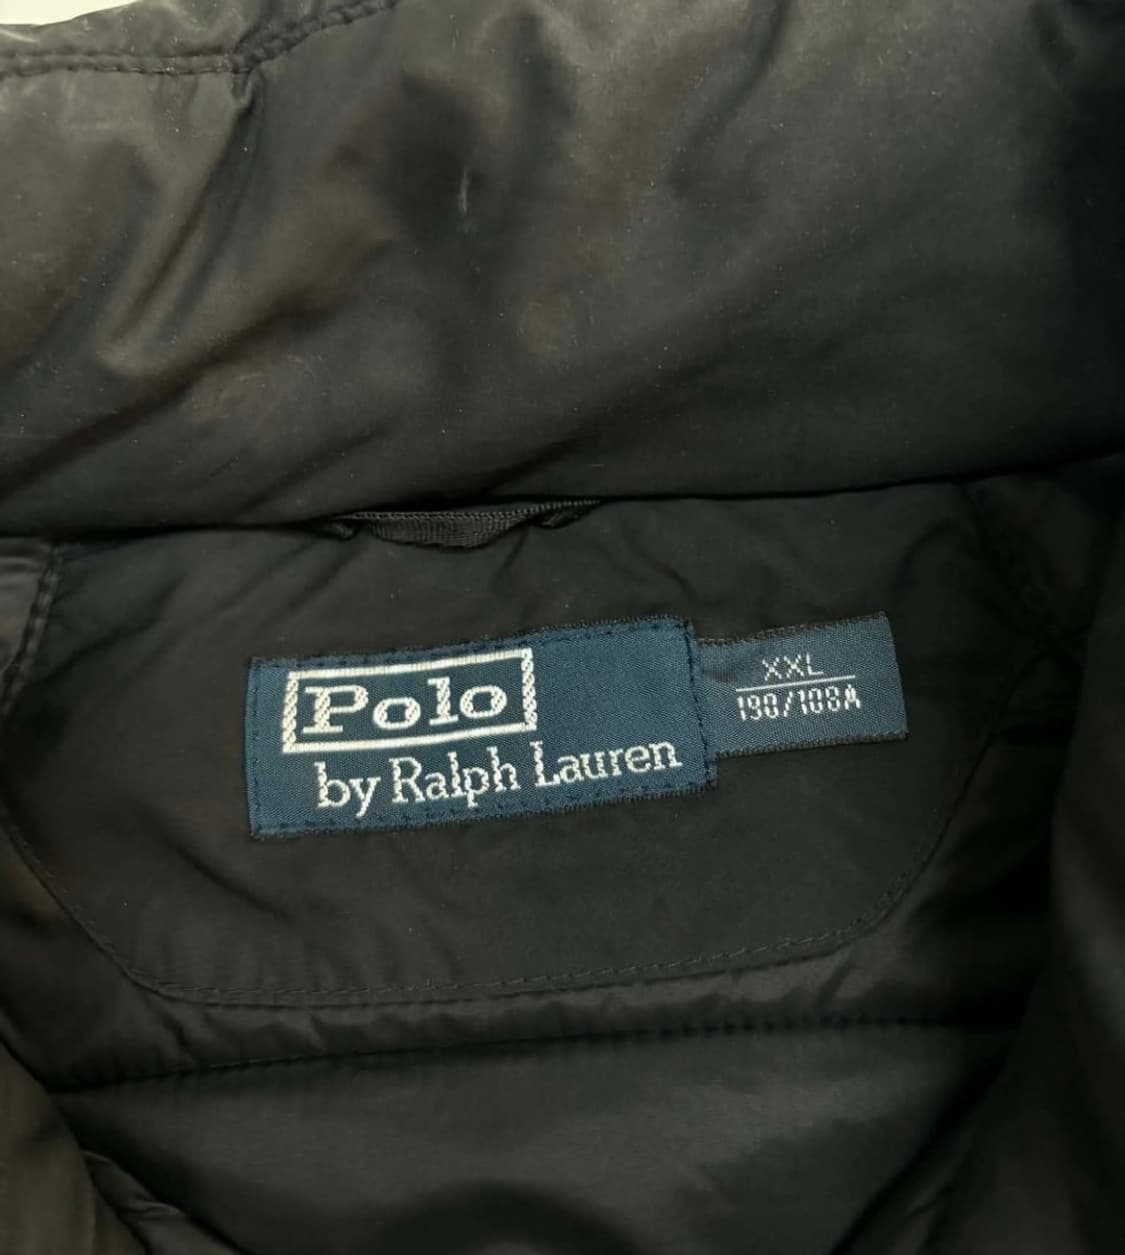 Polo
by Ralph Lauren
XXL
190/108A